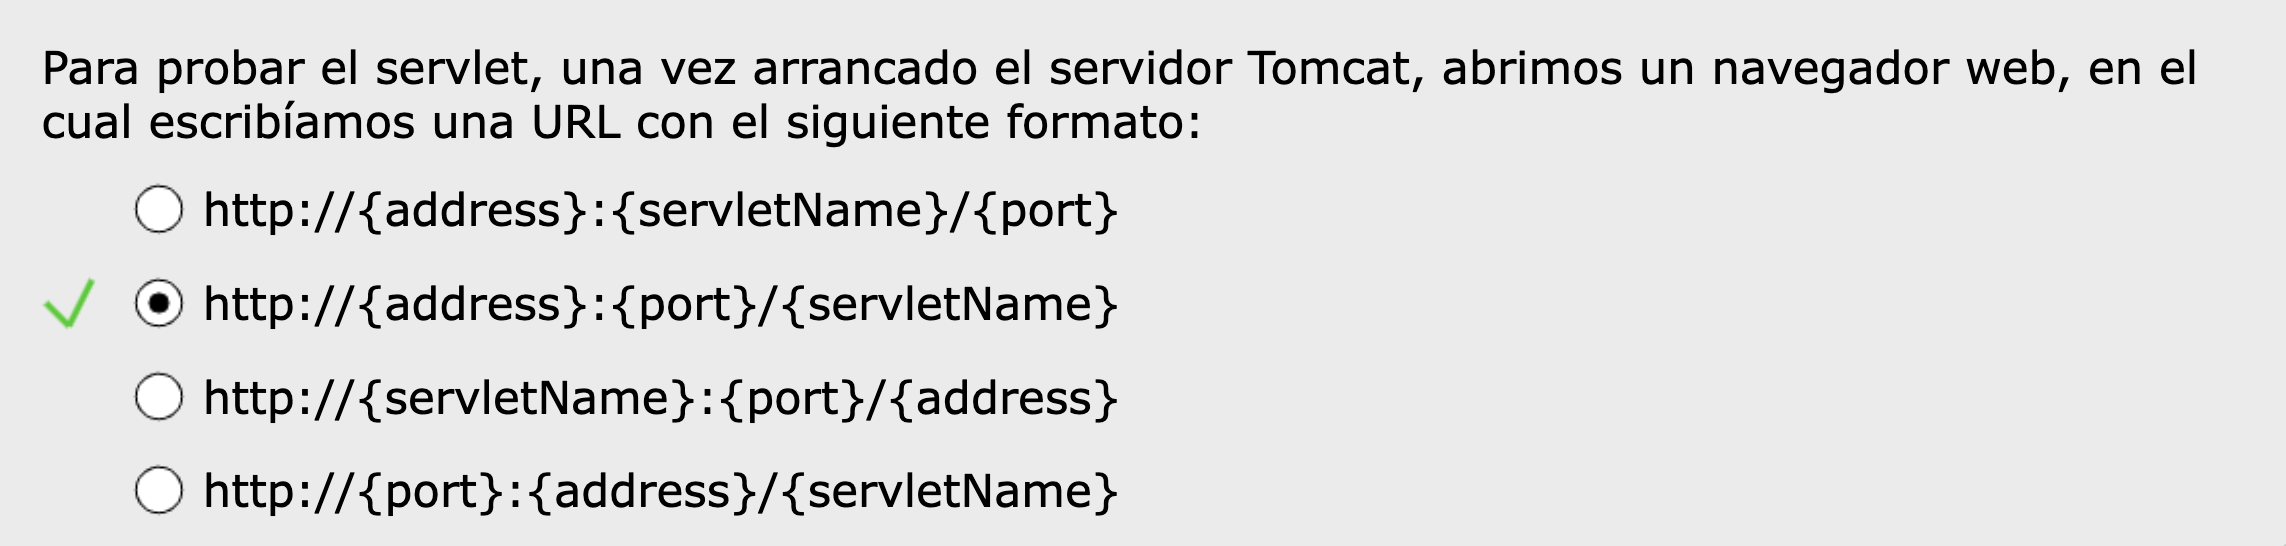 Para probar el servlet, una vez arrancado el servidor Tomcat, abrimos un navegador web, en el
cual escribíamos una URL con el siguiente formato:
http://{address}:{servletName}/{port}
http://{address}:{port}/{servletName}
http://{servletName}:{port}/{address}
http://{port}:{address}/{servletName}